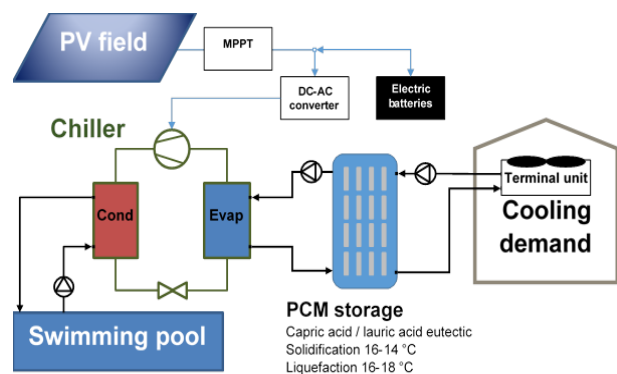 PV field
MPPT
DC-AC
converter
Electric
batteries
Chiller
Cond
Evap
Terminal unit
Cooling
demand
PCM storage
Capric acid / lauric acid eutectic
Solidification 16-14 °C
Liquefaction 16-18 °C
Swimming pool